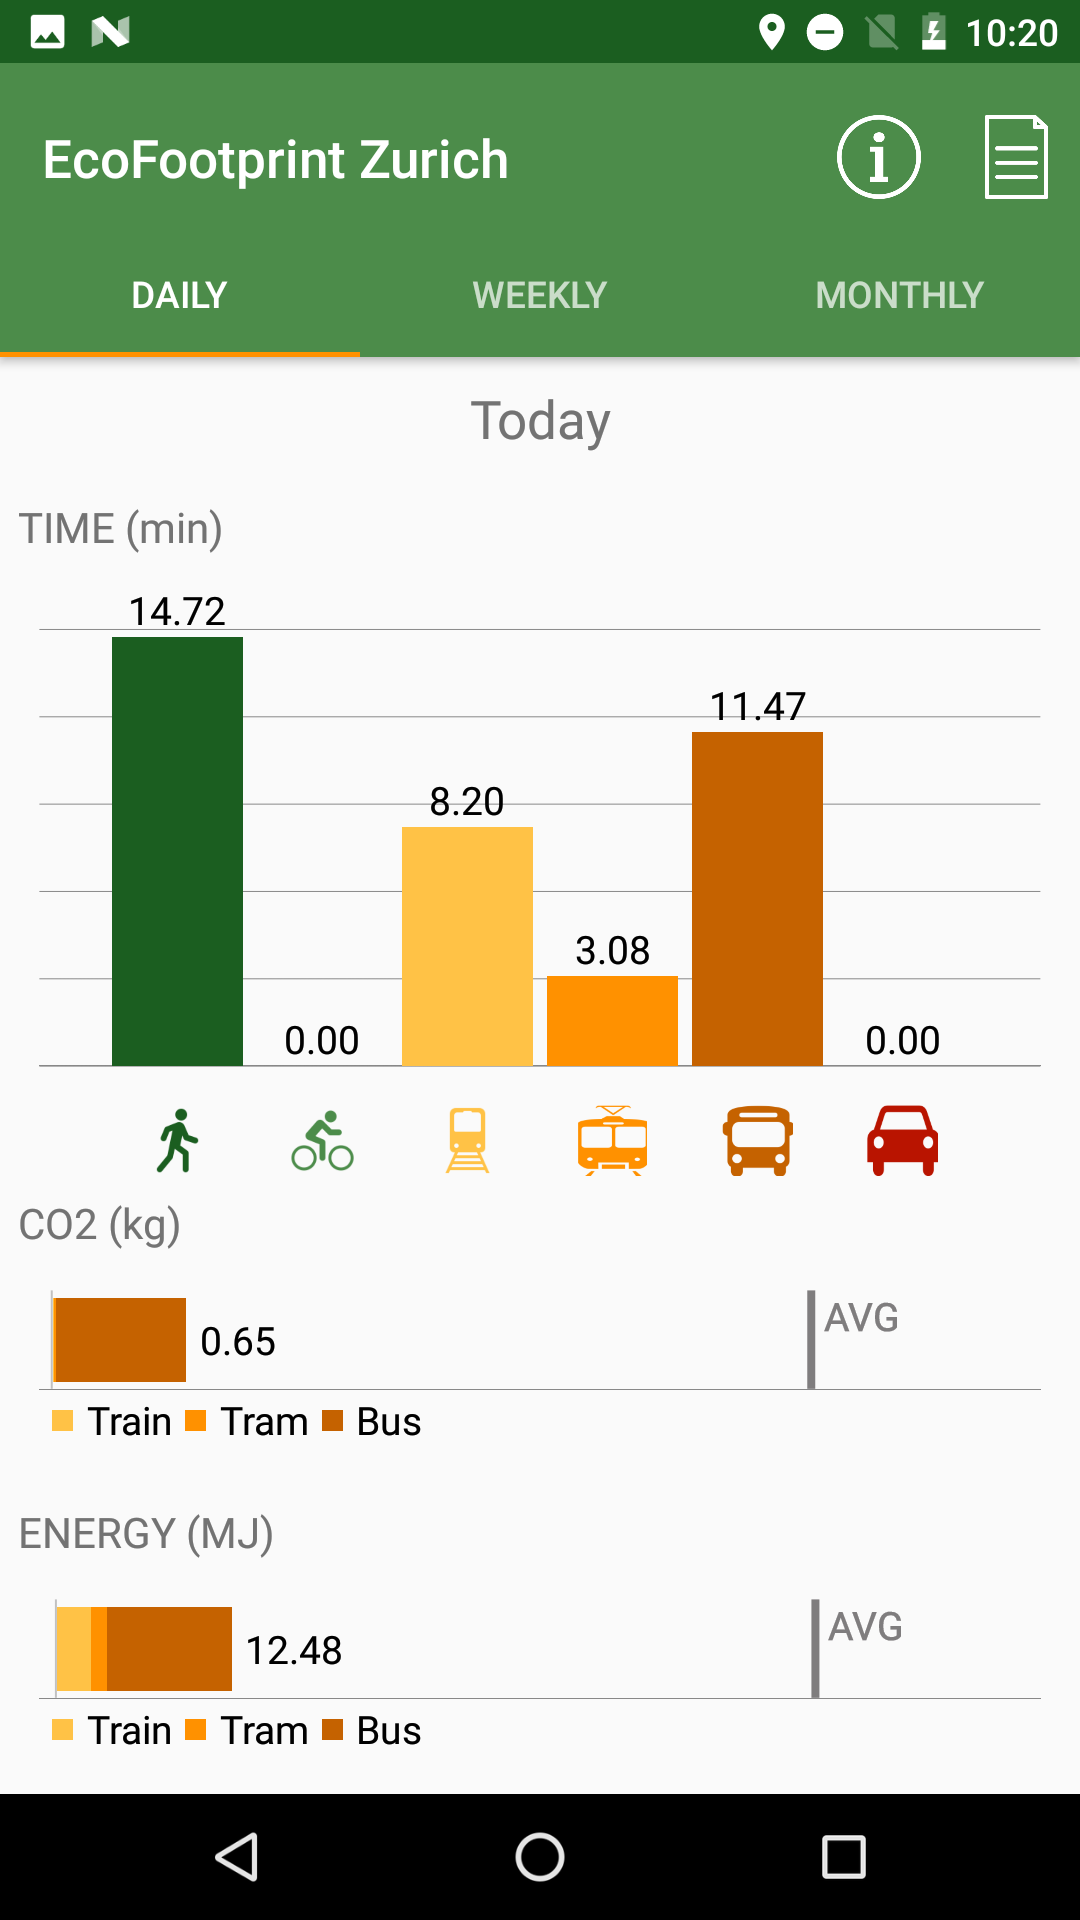 10:20
EcoFootprint Zurich
DAILY WEEKLY MONTHLY
Today
TIME (min)
14.72
11.47
8.20
3.08
0.00 0.00
CO2 (kg)
AVG
0.65
Train Tram Bus
ENERGY (MJ)
AVG
12.48
Train Tram Bus